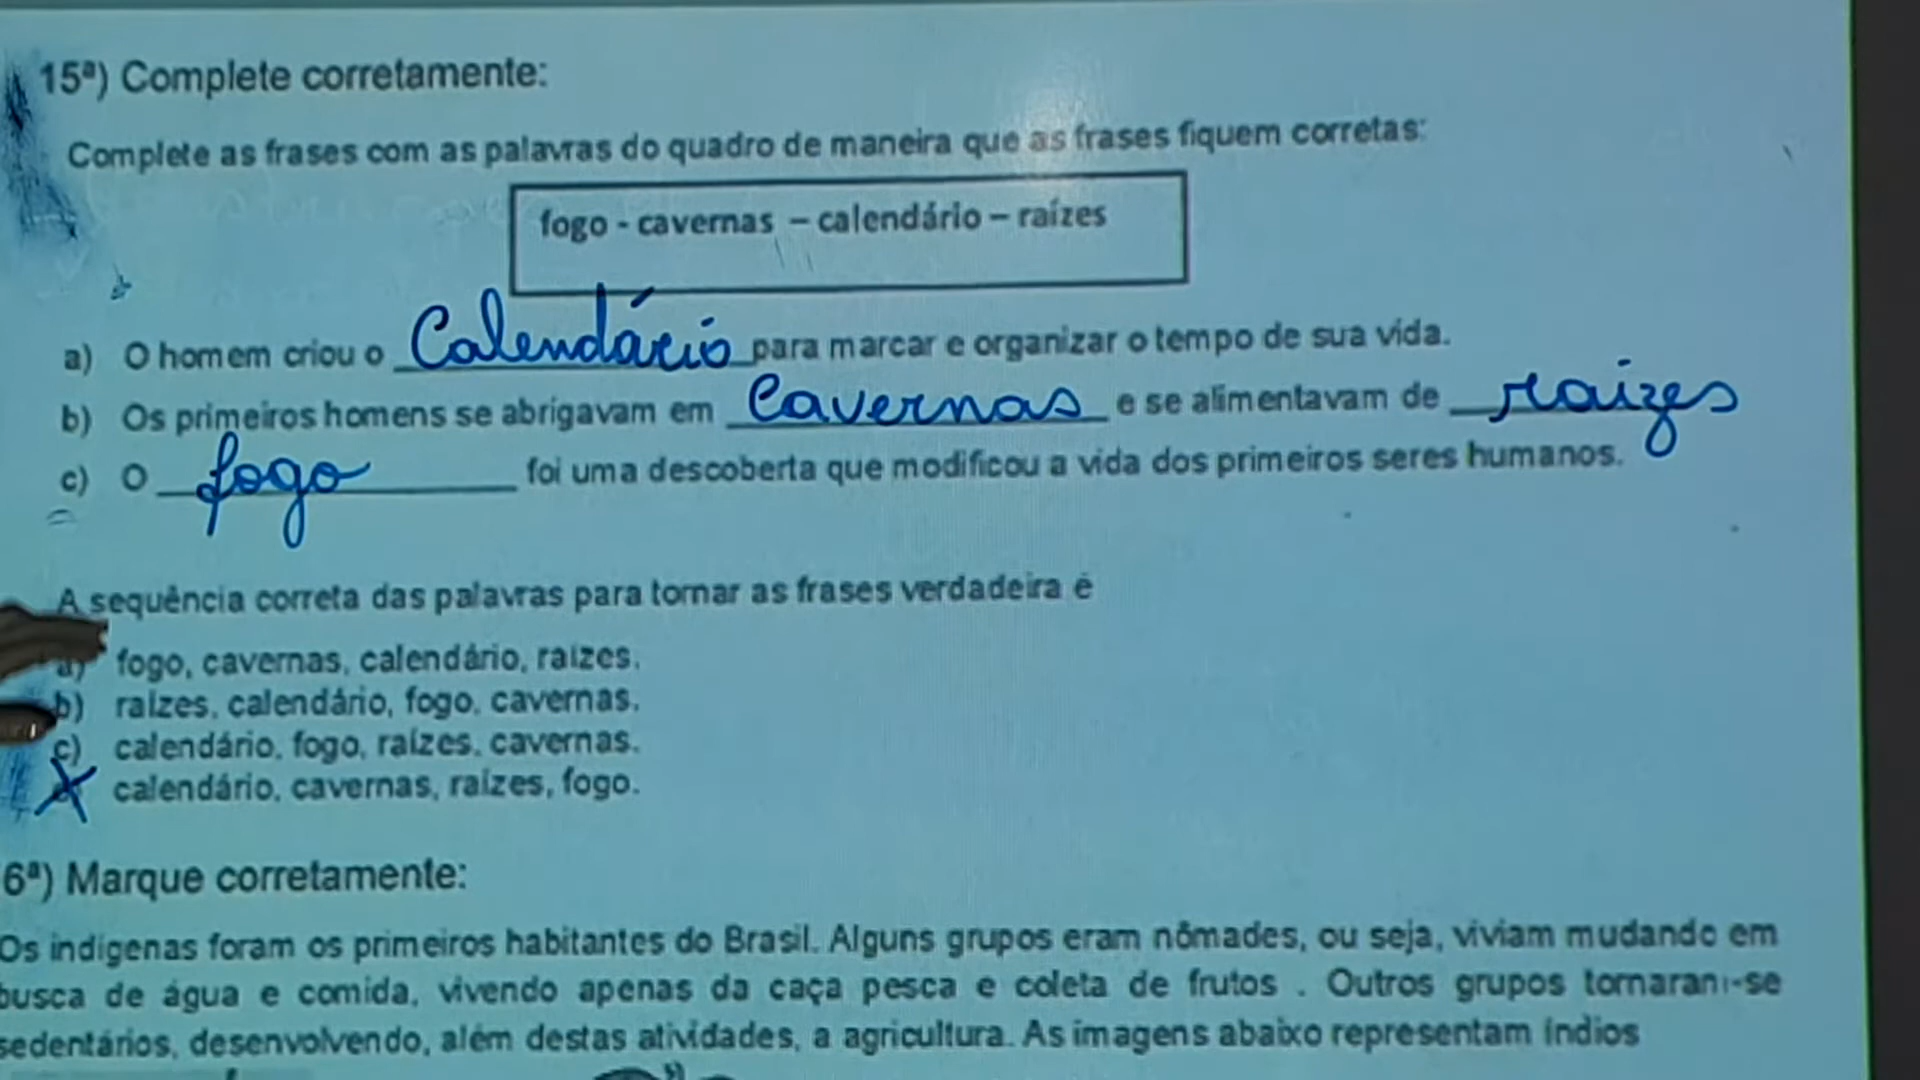 15ª) Complete corretamente:
Complete as frases com as palavras do quadro de maneira que as frases fiquem corretas:
fogo - cavernas – calendário – raízes
a) O homem criou o Calendário para marcar e organizar o tempo de sua vida.
b) Os primeiros homens se abrigavam em Cavernas e se alimentavam de raízes
c) O fogo foi uma descoberta que modificou a vida dos primeiros seres humanos.
A sequência correta das palavras para tornar as frases verdadeira é
a) fogo, cavernas, calendário, raízes.
b) raízes, calendário, fogo, cavernas.
c) calendário, fogo, raízes, cavernas.
X calendário, cavernas, raízes, fogo.
6ª) Marque corretamente:
Os indígenas foram os primeiros habitantes do Brasil. Alguns grupos eram nômades, ou seja, viviam mudando em
busca de água e comida, vivendo apenas da caça pesca e coleta de frutos . Outros grupos tornaram-se
sedentários, desenvolvendo, além destas atividades, a agricultura. As imagens abaixo representam índios